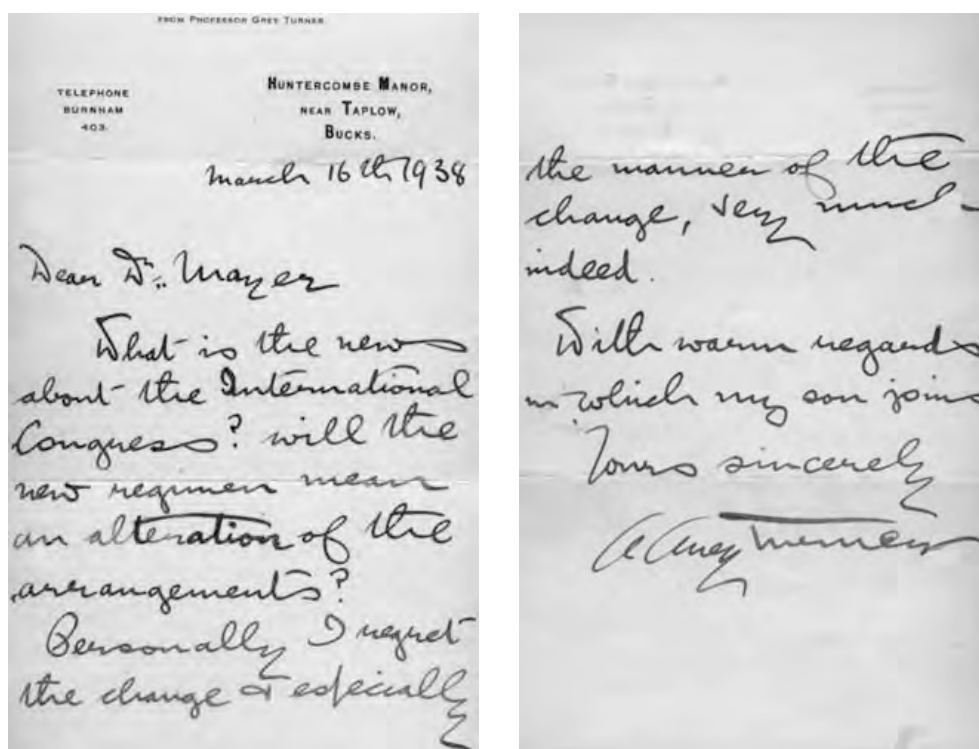 FROM PROFESSOR GREY TURNER
TELEPHONE
BURNHAM
403.
HUNTERCOMBE MANOR,
NEAR TAPLOW,
BUCKS.
March 16th 1938
Dear Dr. Mayer
What is the news
about the International
Congress? will the
new regimen mean
an alteration of the
arrangements?
Personally I regret
the change & especially
the manner of the
change, very much
indeed.
With warm regards
in which my son joins
Yours sincerely
G Grey Turner